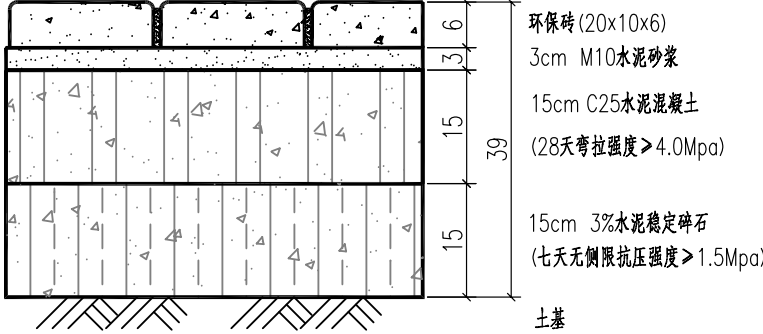 6
环保砖(20x10x6)
3
3cm M10水泥砂浆
15
15cm C25水泥混凝土
(28天弯拉强度≥4.0Mpa)
39
15
15cm 3%水泥稳定碎石
(七天无侧限抗压强度≥1.5Mpa)
土基